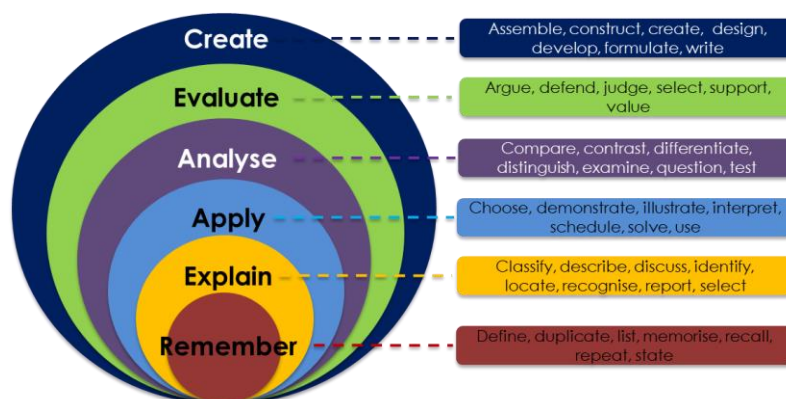 Create
Assemble, construct, create, design,
develop, formulate, write
Evaluate
Argue, defend, judge, select, support,
value
Analyse
Compare, contrast, differentiate,
distinguish, examine, question, test
Apply
Choose, demonstrate, illustrate, interpret,
schedule, solve, use
Explain
Classify, describe, discuss, identify,
locate, recognise, report, select
Remember
Define, duplicate, list, memorise, recall,
repeat, state